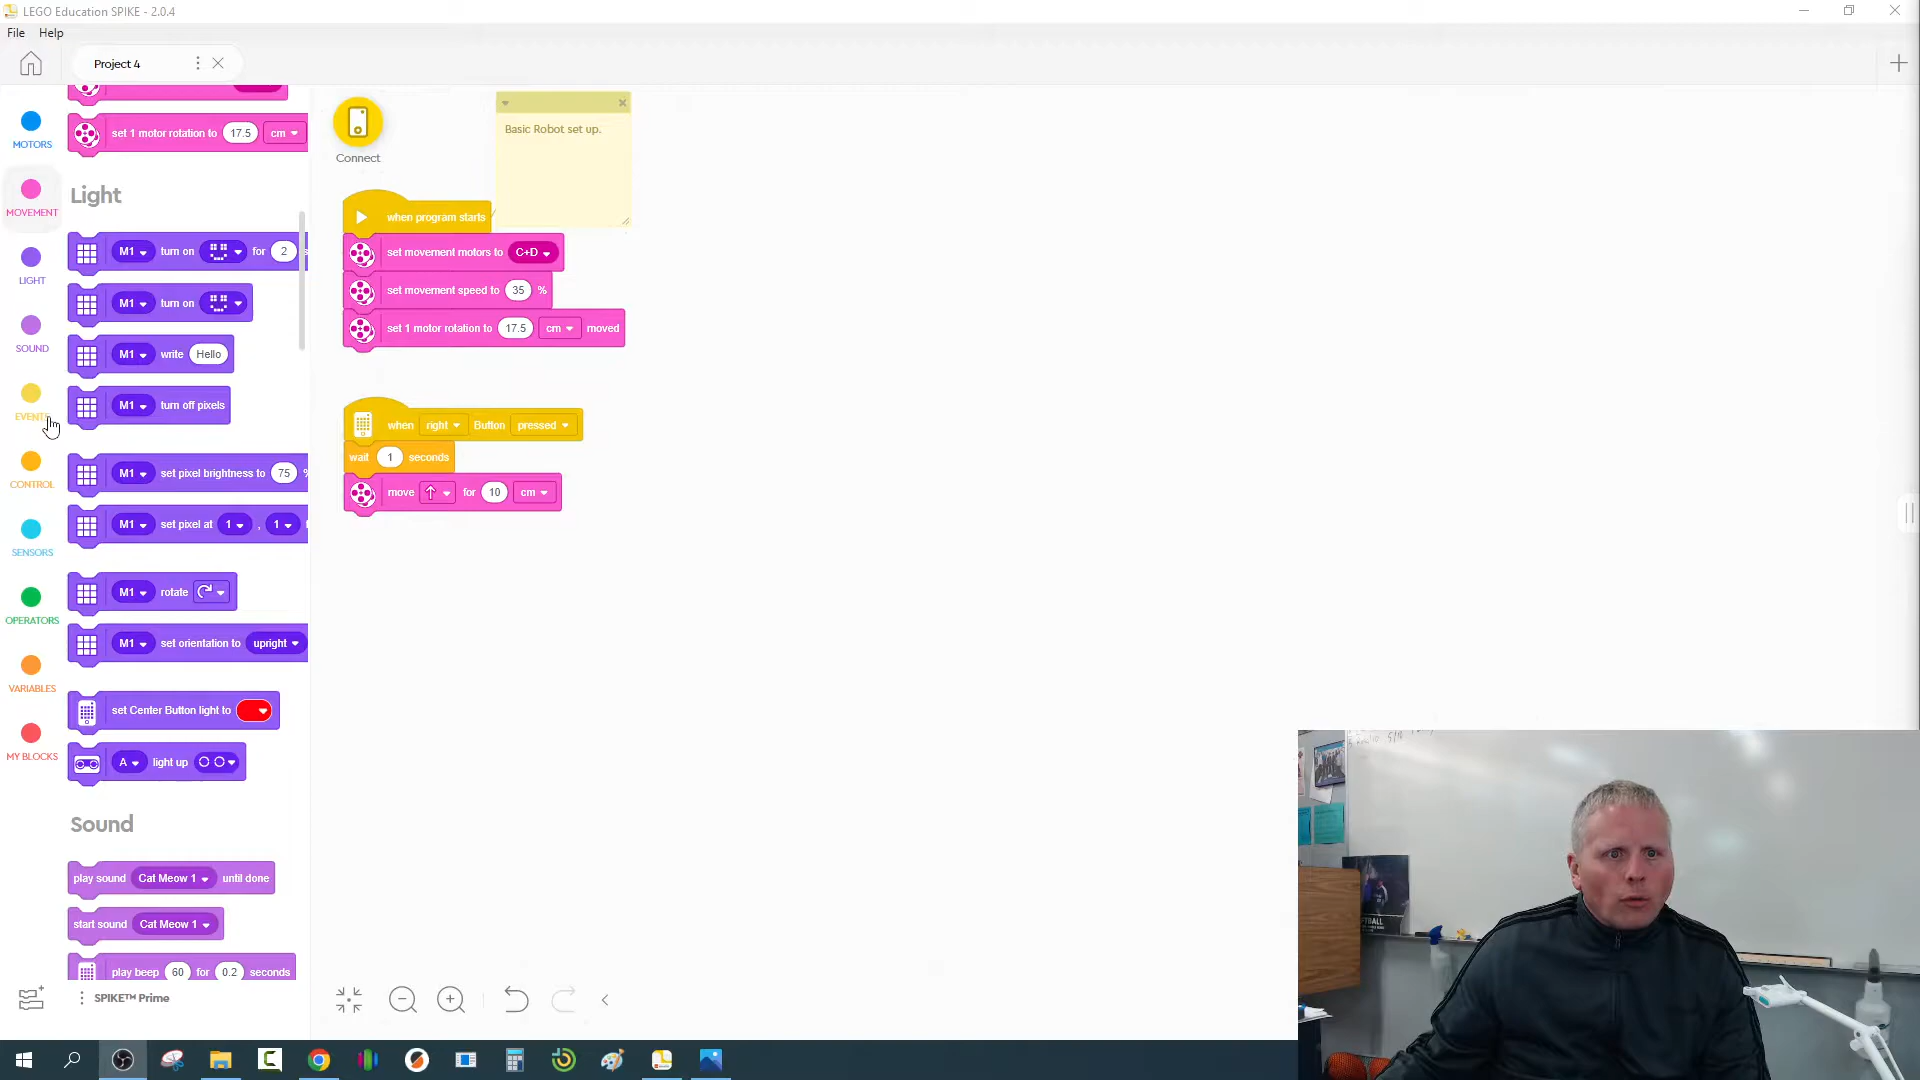 LEGO Education SPIKE - 2.0.4
File Help
Project 4
MOTORS
MOVEMENT
LIGHT
SOUND
EVENTS
CONTROL
SENSORS
OPERATORS
VARIABLES
MY BLOCKS
set 1 motor rotation to 17.5 cm
Light
M1 turn on for 2
M1 turn on
M1 write Hello
M1 turn off pixels
M1 set pixel brightness to 75 %
M1 set pixel at 1 , 1
M1 rotate
M1 set orientation to upright
set Center Button light to
A light up
Sound
play sound Cat Meow 1 until done
start sound Cat Meow 1
play beep 60 for 0.2 seconds
SPIKE™ Prime
Connect
Basic Robot set up.
when program starts
set movement motors to C+D
set movement speed to 35 %
set 1 motor rotation to 17.5 cm moved
when right Button pressed
wait 1 seconds
move for 10 cm